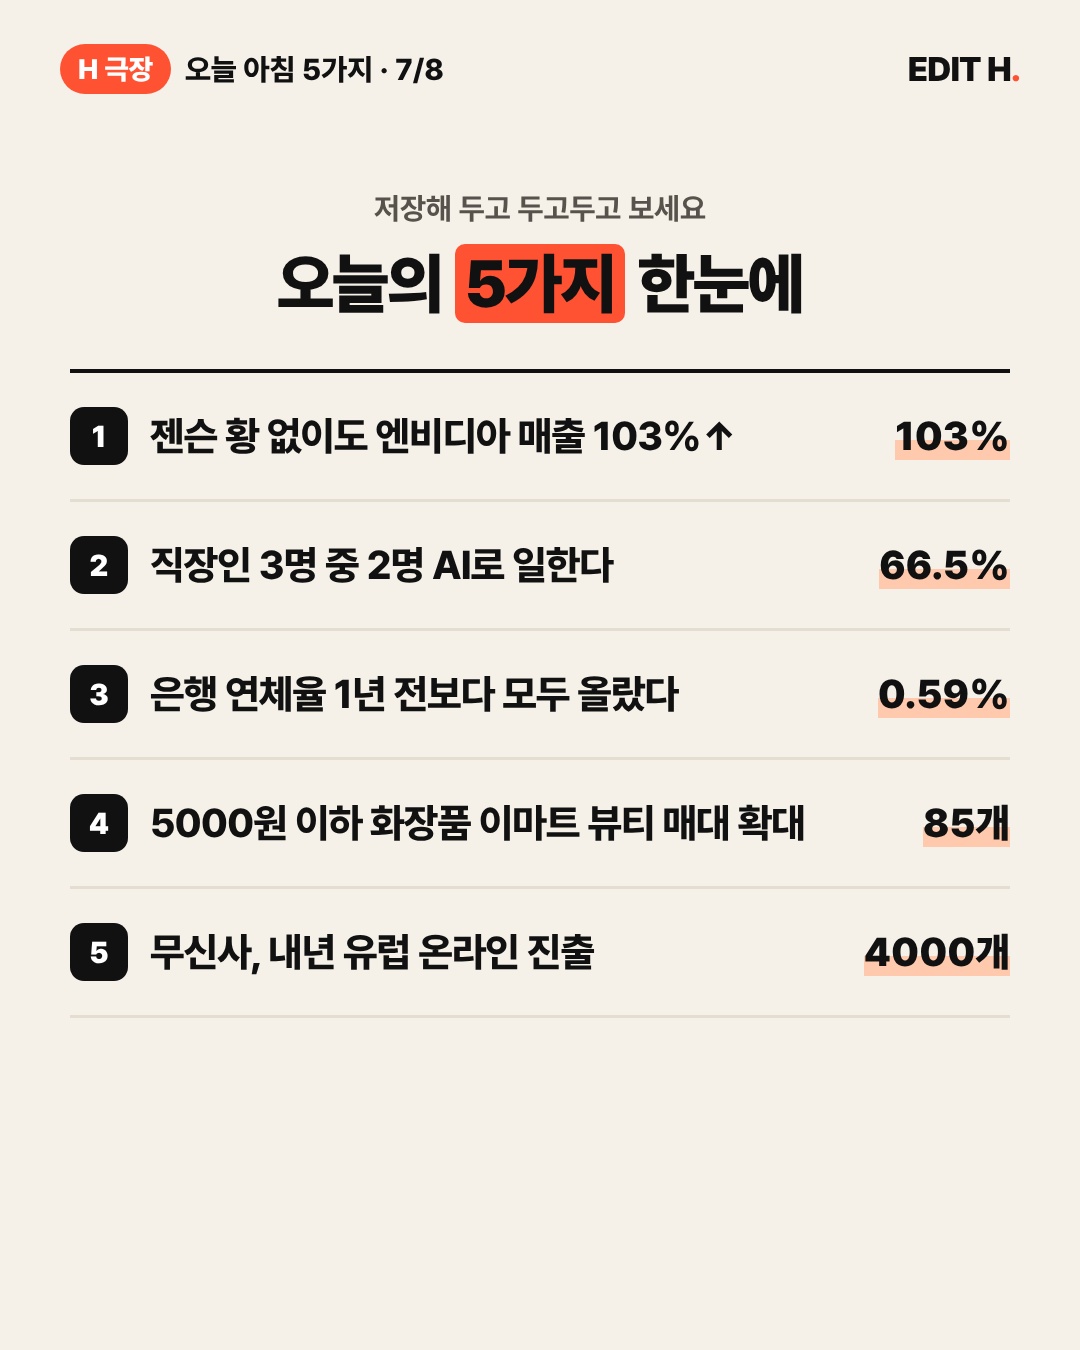 H 극장 오늘 아침 5가지 · 7/8
EDIT H.
저장해 두고 두고두고 보세요
오늘의 5가지 한눈에
1 젠슨 황 없이도 엔비디아 매출 103%↑ 103%
2 직장인 3명 중 2명 AI로 일한다 66.5%
3 은행 연체율 1년 전보다 모두 올랐다 0.59%
4 5000원 이하 화장품 이마트 뷰티 매대 확대 85개
5 무신사, 내년 유럽 온라인 진출 4000개